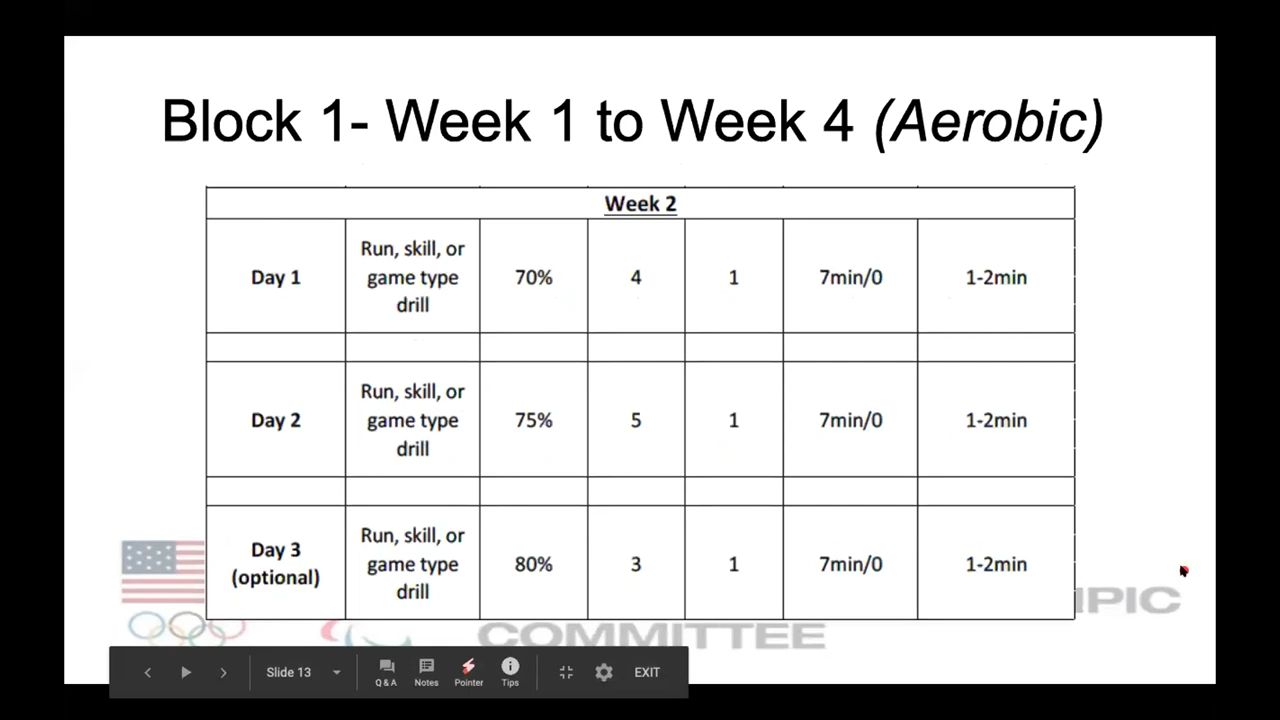 Block 1- Week 1 to Week 4 (Aerobic)
Week 2
Day 1
Run, skill, or
game type
drill
70%
4
1
7min/0
1-2min
Day 2
Run, skill, or
game type
drill
75%
5
1
7min/0
1-2min
Day 3
(optional)
Run, skill, or
game type
drill
80%
3
1
7min/0
1-2min
COMMITTEE
Slide 13
Q & A
Notes
Pointer
Tips
EXIT